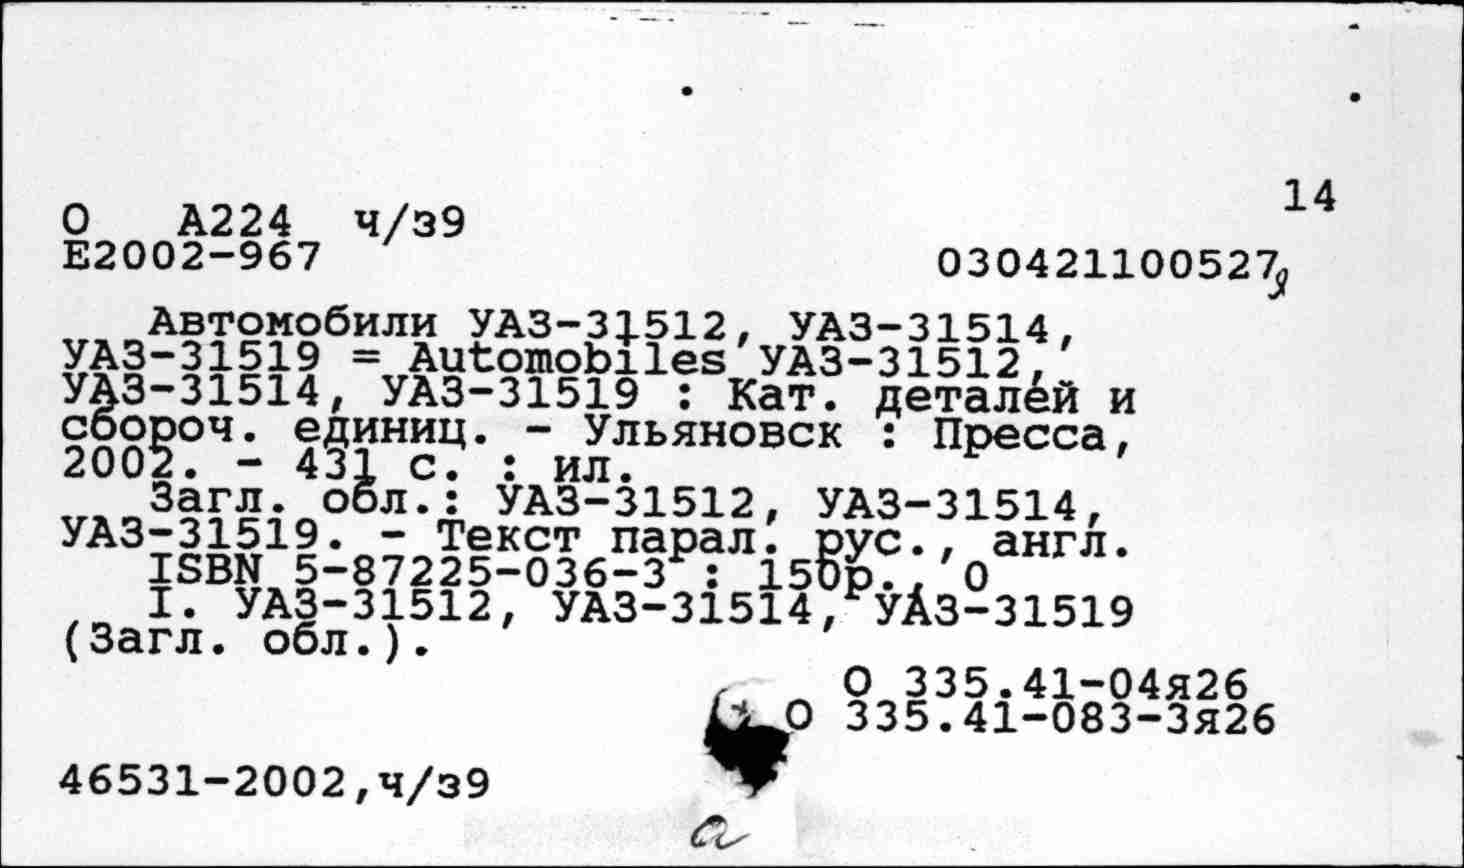 14
О А224 ч/з9
Е2002-967 030421100527
Автомобили УАЗ-31512, УАЗ-31514,
УАЗ-31519 = Automobiles УАЗ-31512,
УАЗ-31514, УАЗ-31519 : Кат. деталей и
сбороч. единиц. - Ульяновск : Пресса,
2002. - 431 с. : ил.
Загл. обл.: УАЗ-31512, УАЗ-31514,
УАЗ-31519. - Текст парал. рус., англ.
ISBN 5-87225-036-3 : 150р., 0
I. УАЗ-31512, УАЗ-31514, УАЗ-31519
(Загл. обл.).
О 335.41-04я26
О 335.41-083-3я26
46531-2002,ч/з9